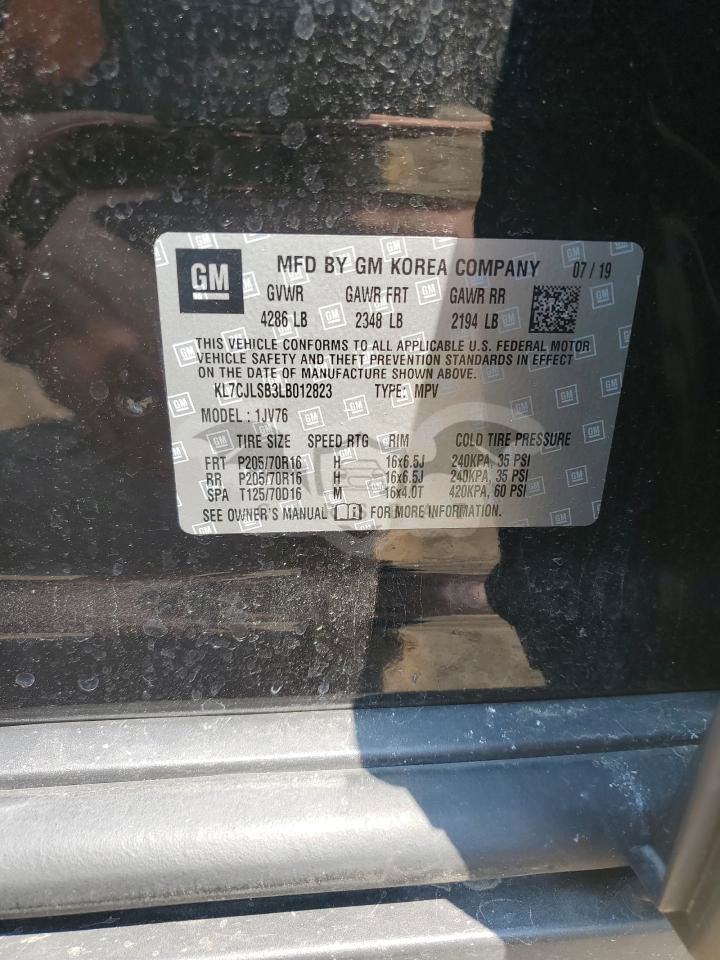 GM MFD BY GM KOREA COMPANY 07/19
GVWR GAWR FRT GAWR RR
4286 LB 2348 LB 2194 LB
THIS VEHICLE CONFORMS TO ALL APPLICABLE U.S. FEDERAL MOTOR
VEHICLE SAFETY AND THEFT PREVENTION STANDARDS IN EFFECT
ON THE DATE OF MANUFACTURE SHOWN ABOVE.
KL7CJLSB3LB012823 TYPE: MPV
MODEL : 1JV76
TIRE SIZE SPEED RTG RIM COLD TIRE PRESSURE
FRT P205/70R16 H 16x6.5J 240KPA, 35 PSI
RR P205/70R16 H 16x6.5J 240KPA, 35 PSI
SPA T125/70D16 M 16x4.0T 420KPA, 60 PSI
SEE OWNER'S MANUAL FOR MORE INFORMATION.